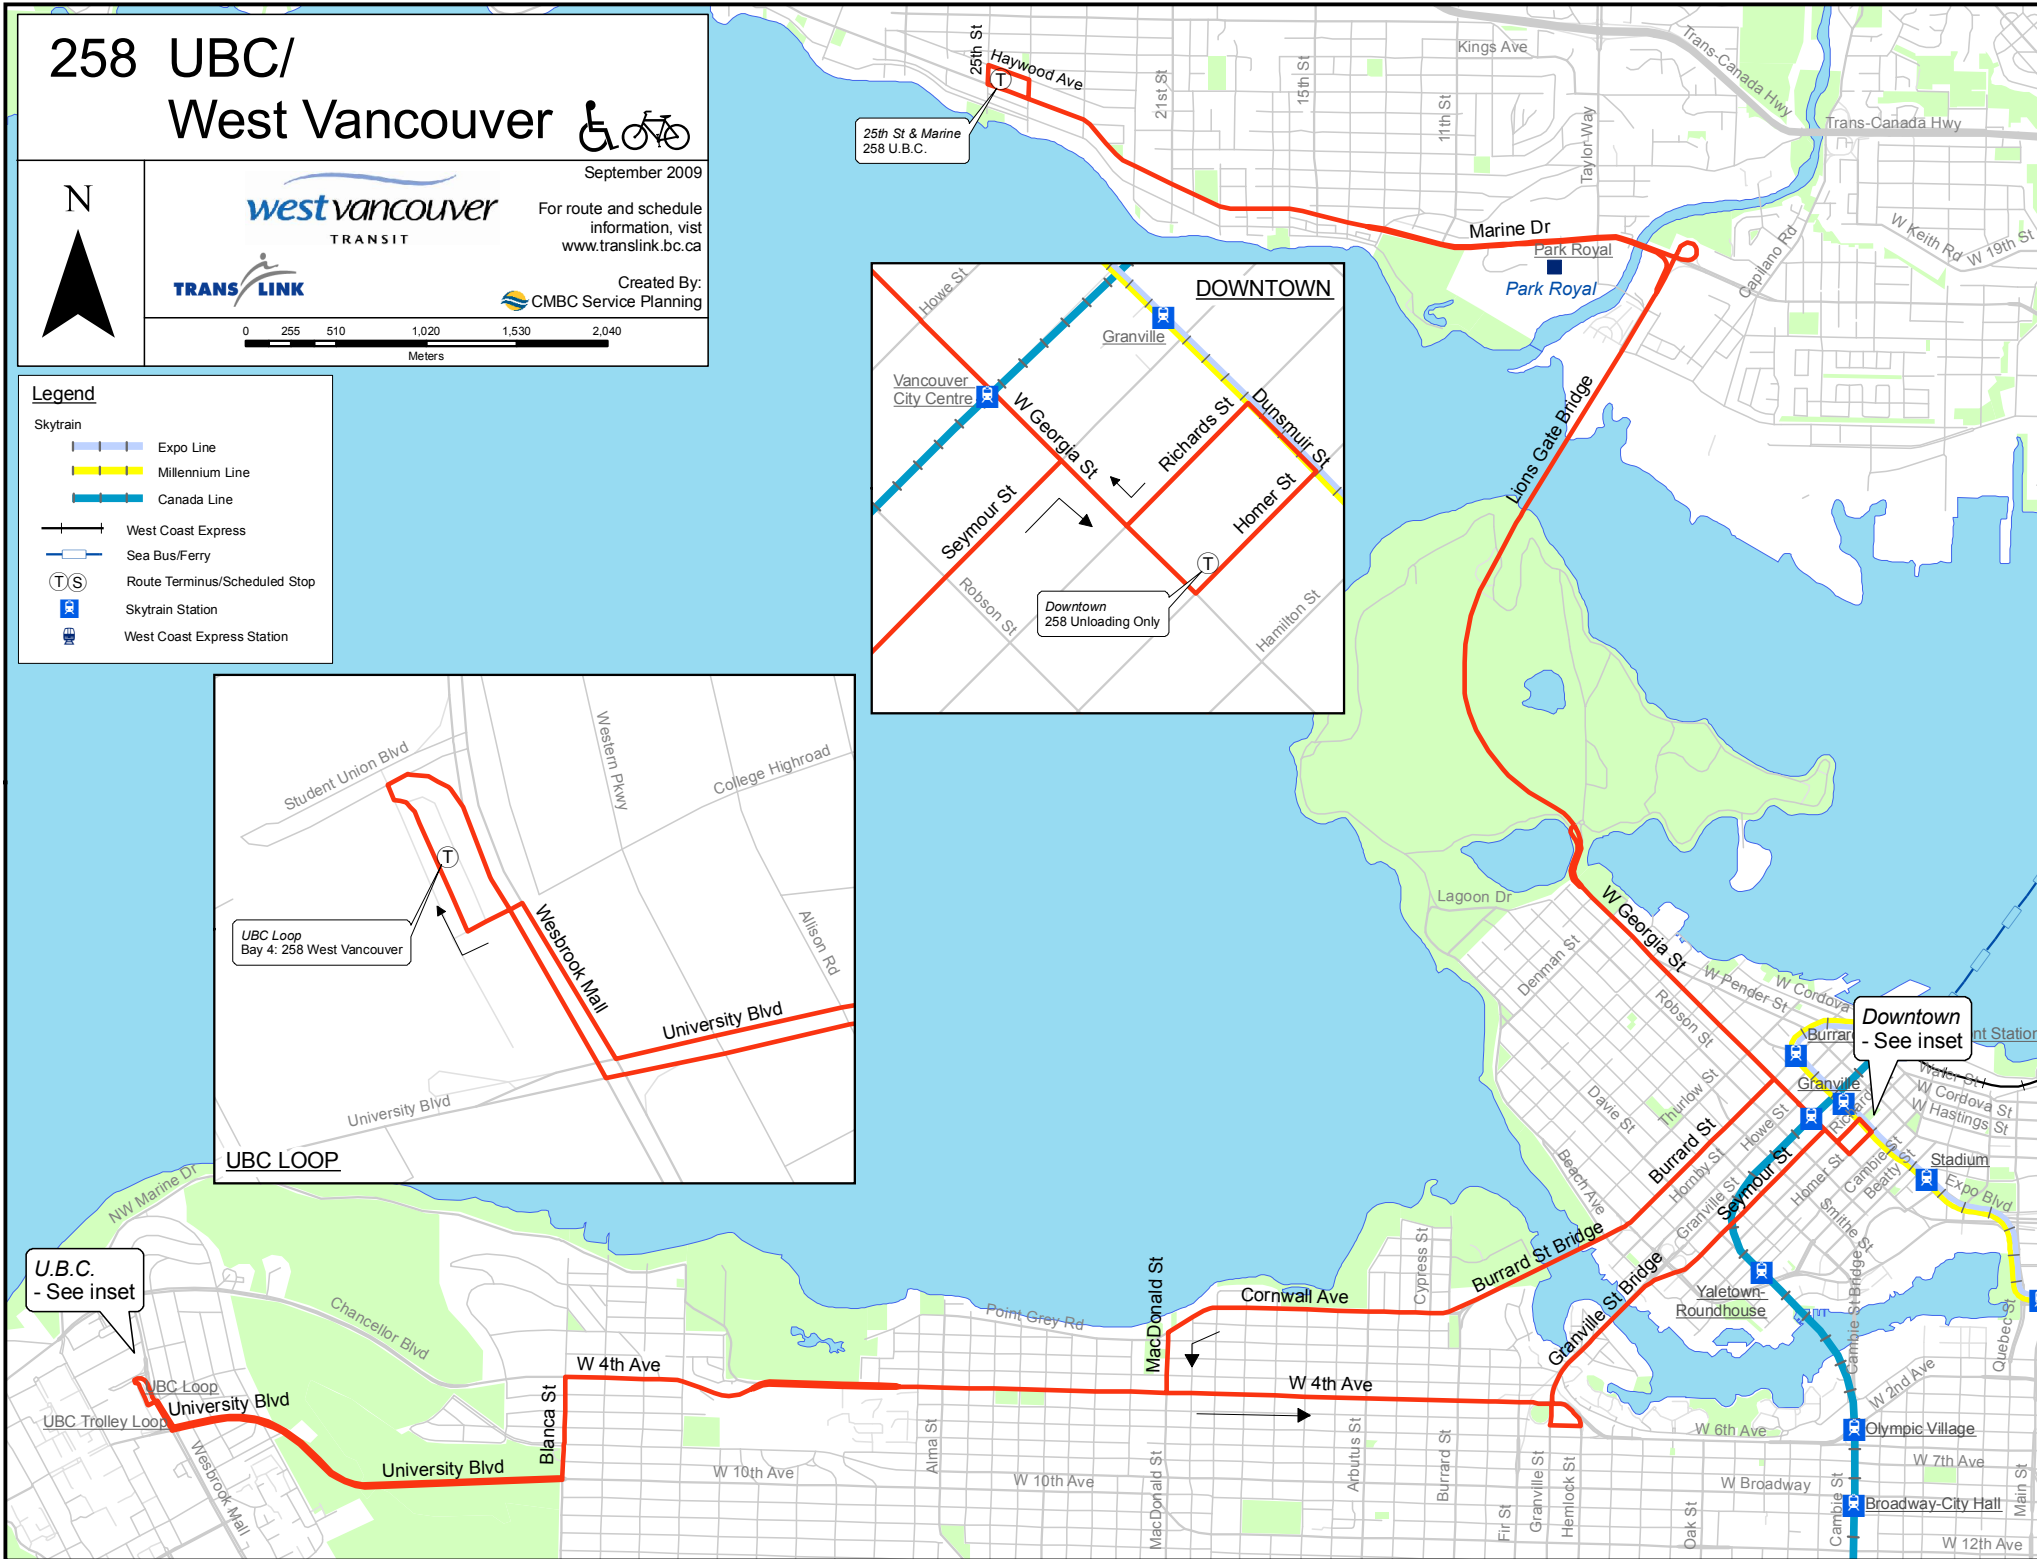 258 UBC/
West Vancouver
N
west vancouver
TRANSIT
TRANS LINK
September 2009
For route and schedule
information, vist
www.translink.bc.ca
Created By:
CMBC Service Planning
0 255 510 1,020 1,530 2,040
Meters
Legend
Skytrain
Expo Line
Millennium Line
Canada Line
West Coast Express
Sea Bus/Ferry
T S Route Terminus/Scheduled Stop
Skytrain Station
West Coast Express Station
25th St
Haywood Ave
T
25th St & Marine
258 U.B.C.
21st St
15th St
11th St
Kings Ave
Taylor Way
Trans-Canada Hwy
Trans-Canada Hwy
Marine Dr
Park Royal
Park Royal
Capilano Rd
W Keith Rd
W 19th St
Lions Gate Bridge
DOWNTOWN
Howe St
Granville
Vancouver
City Centre
W Georgia St
Richards St
Dunsmuir St
Seymour St
Homer St
Robson St
T
Downtown
258 Unloading Only
Hamilton St
Student Union Blvd
Western Pkwy
College Highroad
T
UBC Loop
Bay 4: 258 West Vancouver
Wesbrook Mall
Allison Rd
University Blvd
University Blvd
UBC LOOP
Lagoon Dr
W Georgia St
Denman St
W Pender St
W Cordova
Robson St
Downtown
- See inset
Burrard
nt Station
Granville
Richard
Water St
W Cordova St
W Hastings St
Davie St
Thurlow St
Howe St
Burrard St
Hornby St
Granville St
Seymour St
Homer St
Cambie St
Beatty St
Smithe St
Stadium
Expo Blvd
Beach Ave
Burrard St Bridge
Granville St Bridge
Yaletown-
Roundhouse
Cambie St Bridge
Quebec St
NW Marine Dr
U.B.C.
- See inset
Chancellor Blvd
UBC Loop
UBC Trolley Loop
University Blvd
Wesbrook Mall
University Blvd
Blanca St
W 4th Ave
Point Grey Rd
MacDonald St
Cornwall Ave
Cypress St
W 4th Ave
Alma St
W 10th Ave
W 10th Ave
MacDonald St
Arbutus St
Burrard St
Fir St
Granville St
Hemlock St
W 6th Ave
W 2nd Ave
Olympic Village
W 7th Ave
W Broadway
Broadway-City Hall
Oak St
Cambie St
Main St
W 12th Ave